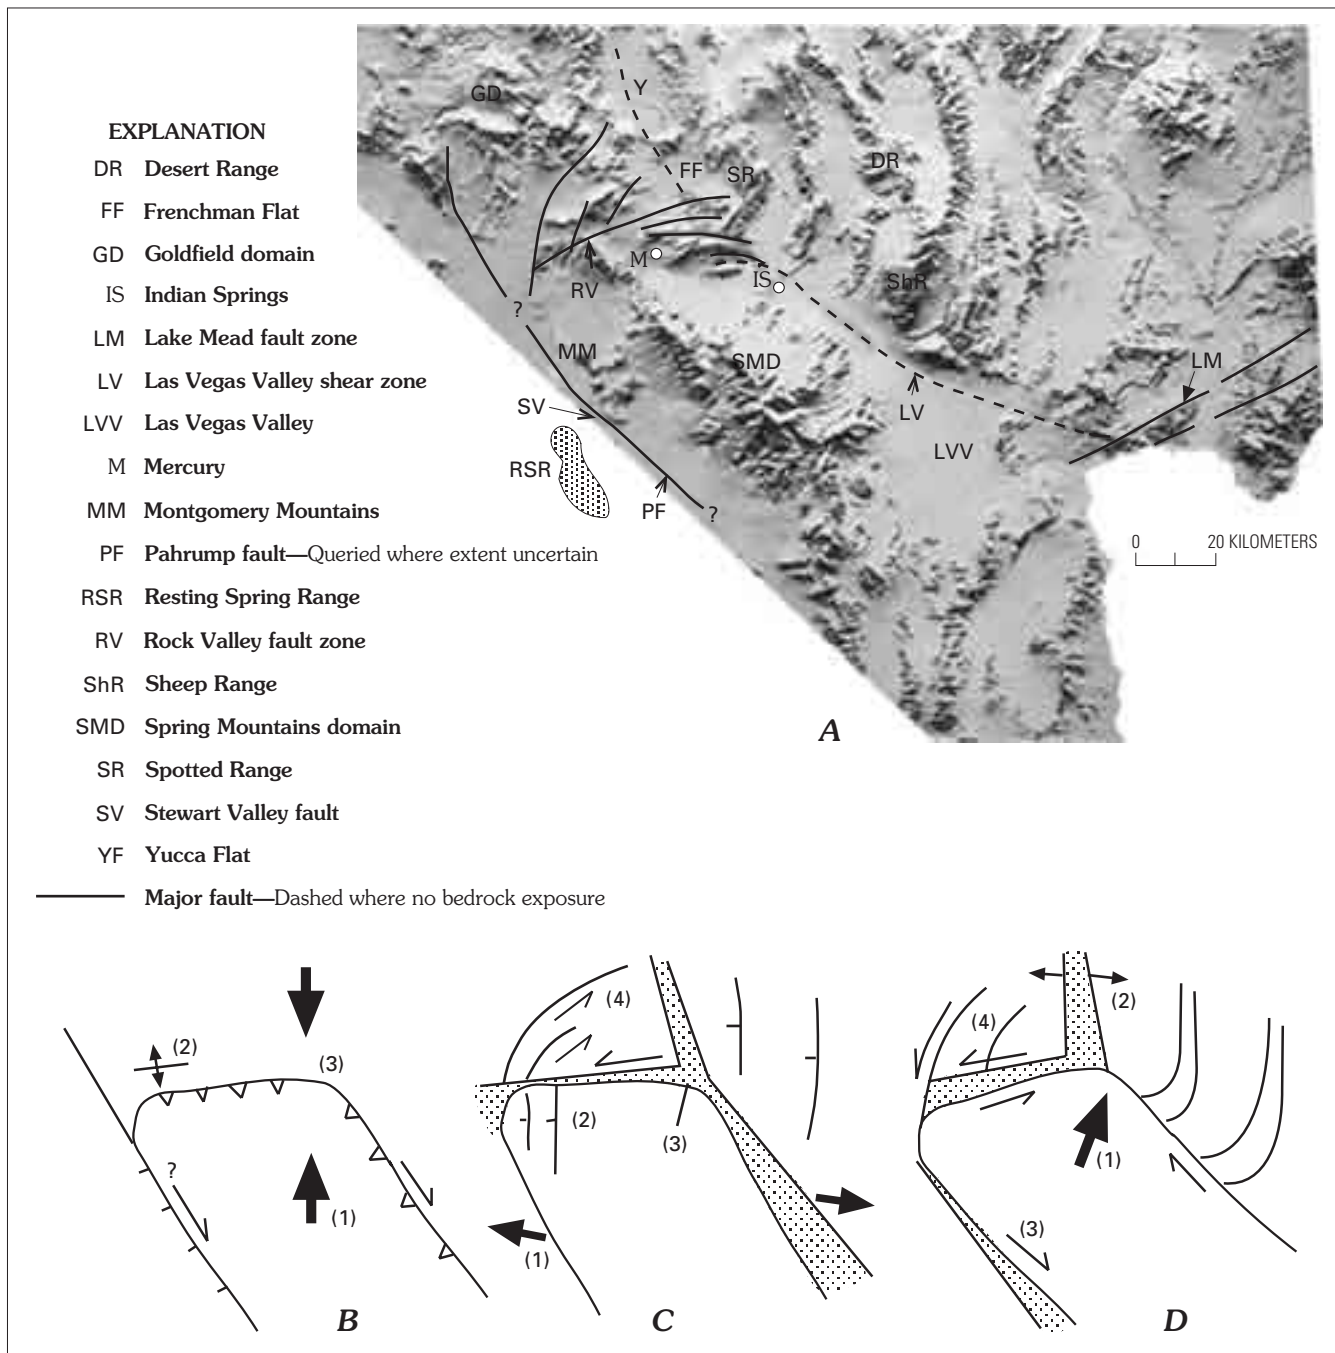 EXPLANATION
DR Desert Range
FF Frenchman Flat
GD Goldfield domain
IS Indian Springs
LM Lake Mead fault zone
LV Las Vegas Valley shear zone
LVV Las Vegas Valley
M Mercury
MM Montgomery Mountains
PF Pahrump fault—Queried where extent uncertain
RSR Resting Spring Range
RV Rock Valley fault zone
ShR Sheep Range
SMD Spring Mountains domain
SR Spotted Range
SV Stewart Valley fault
YF Yucca Flat
Major fault—Dashed where no bedrock exposure
GD
Y
FF
SR
DR
M
IS
RV
ShR
?
MM
SMD
LM
SV
LV
RSR
LVV
PF
?
0 20 KILOMETERS
A
(2)
(3)
?
(1)
B
(4)
(2)
(3)
(1)
C
(2)
(4)
(1)
(3)
D